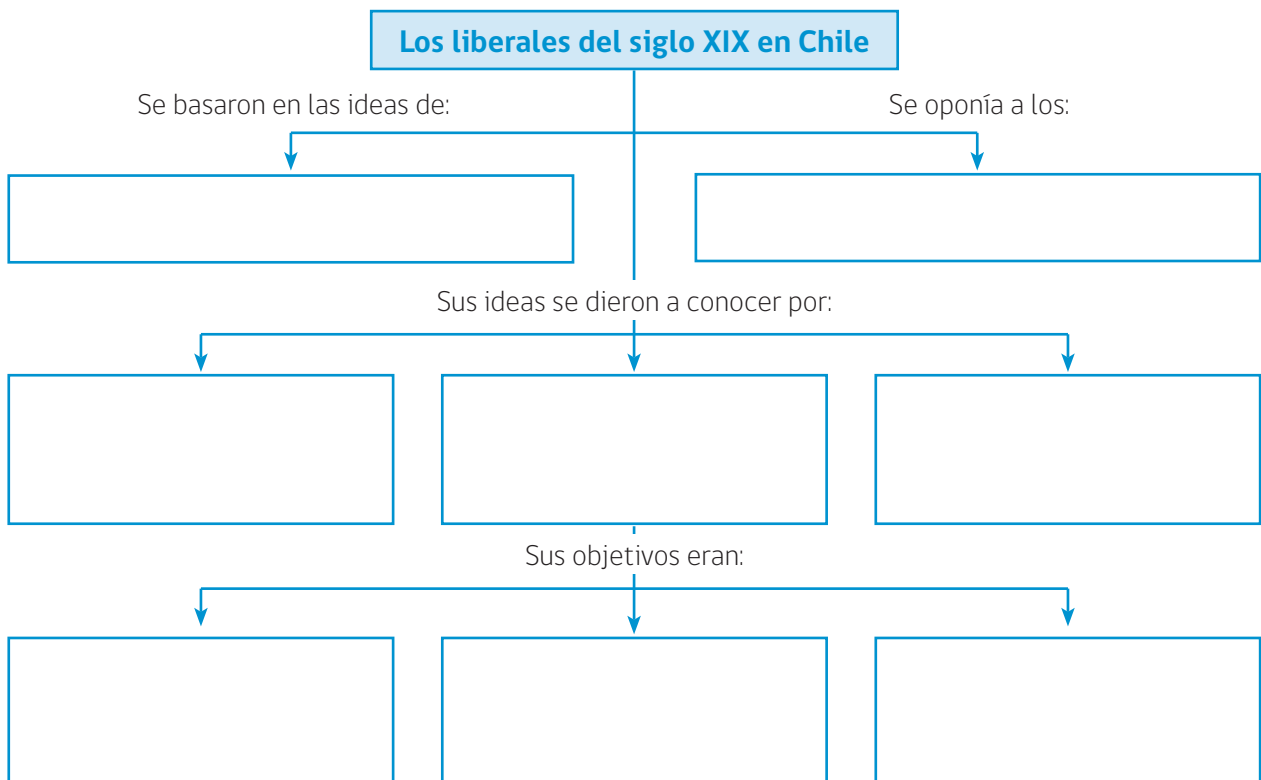 Los liberales del siglo XIX en Chile
Se basaron en las ideas de:
Se oponía a los:
Sus ideas se dieron a conocer por:
Sus objetivos eran: